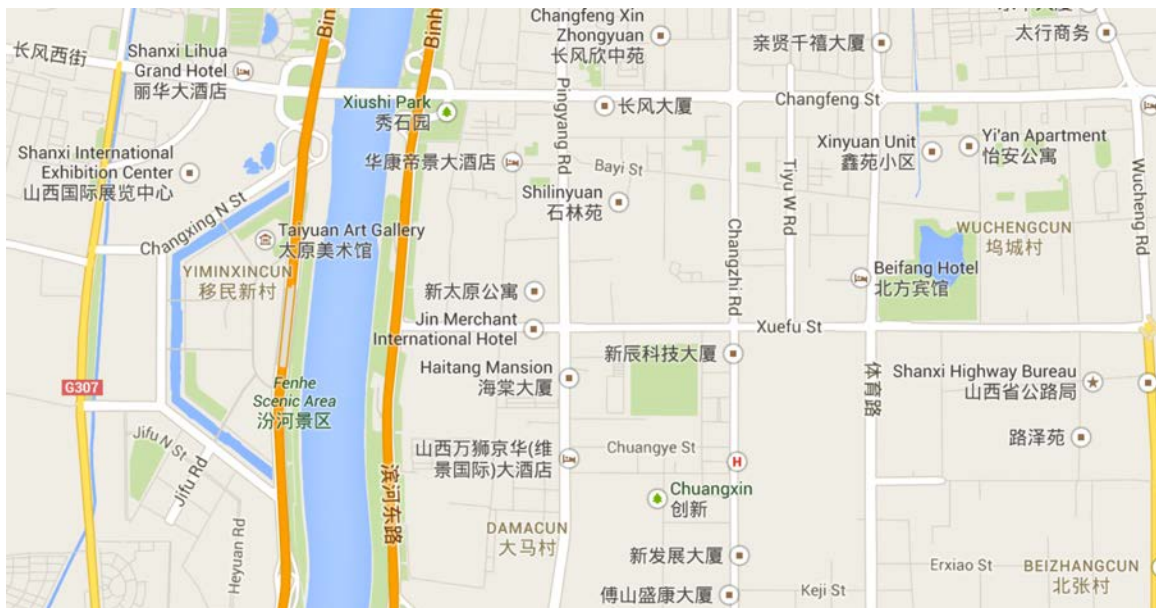 Bin
Binh
长风西街
Shanxi Lihua
Grand Hotel
丽华大酒店
Changfeng Xin
Zhongyuan
长风欣中苑
亲贤千禧大厦
太行商务
Xiushi Park
秀石园
长风大厦
Changfeng St
Pingyang Rd
Shanxi International
Exhibition Center
山西国际展览中心
华康帝景大酒店
Bayi St
Tiyu W Rd
Xinyuan Unit
鑫苑小区
Yi'an Apartment
怡安公寓
Wucheng Rd
Shilinyuan
石林苑
Changxing N St
Taiyuan Art Gallery
太原美术馆
Changzhi Rd
WUCHENGCUN
坞城村
YIMINXINCUN
移民新村
Beifang Hotel
北方宾馆
新太原公寓
Jin Merchant
International Hotel
Xuefu St
Haitang Mansion
海棠大厦
新辰科技大厦
体育路
Shanxi Highway Bureau
山西省公路局
G307
Fenhe
Scenic Area
汾河景区
Jifu N St
Jifu Rd
山西万狮京华(维
景国际)大酒店
Chuangye St
H
路泽苑
滨河东路
Chuangxin
创新
Heyuan Rd
DAMACUN
大马村
新发展大厦
Erxiao St
BEIZHANGCUN
北张村
傅山盛康大厦
Keji St